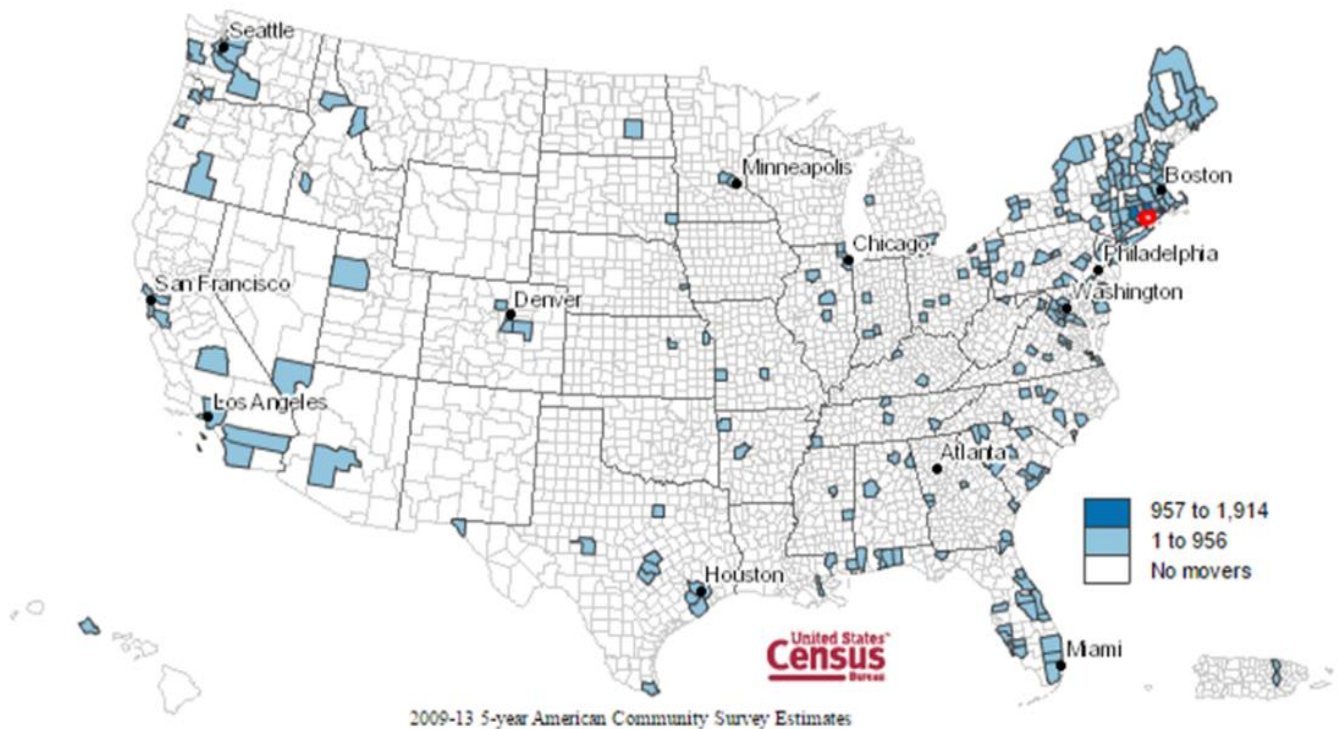 Seattle
Minneapolis
Boston
Chicago
Philadelphia
San Francisco
Denver
Washington
Los Angeles
Atlanta
957 to 1,914
1 to 956
No movers
Houston
United States™
Census
Bureau
Miami
2009-13 5-year American Community Survey Estimates